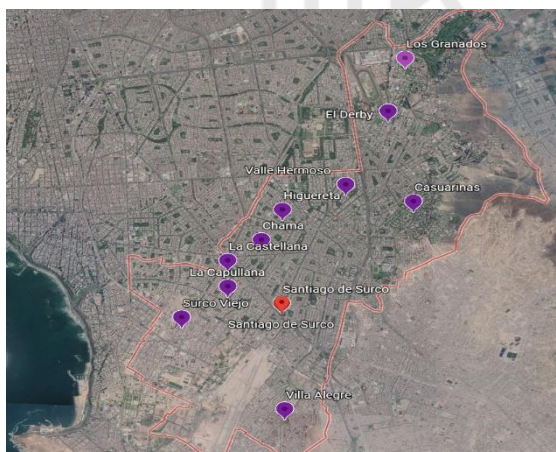 Los Granados
El Derby
Valle Hermoso
Casuarinas
Higuereta
Chama
La Castellana
La Capullana
Santiago de Surco
Surco Viejo
Santiago de Surco
Villa Alegre